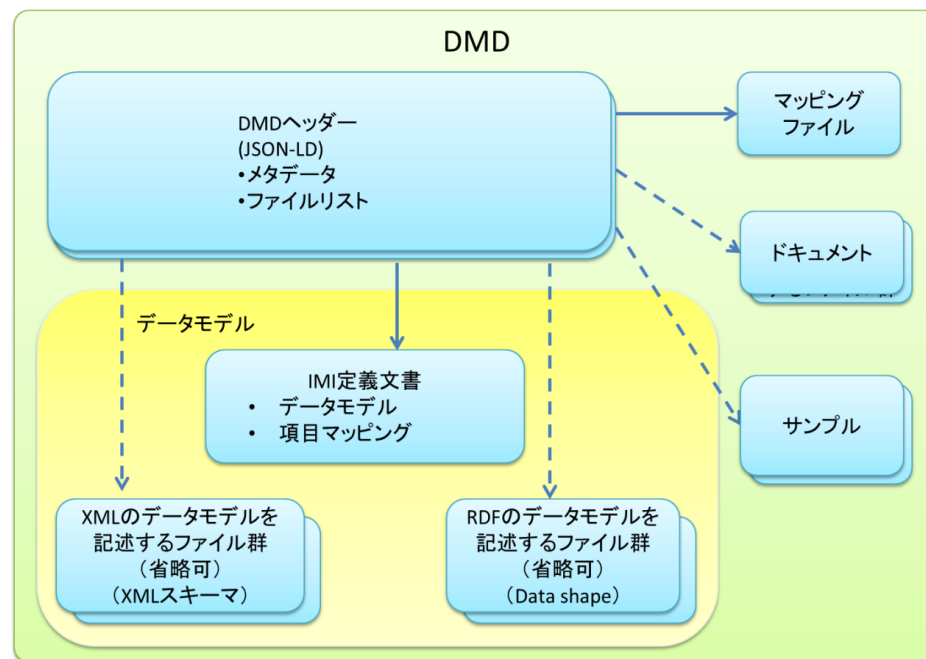 DMD
DMDヘッダー
(JSON-LD)
•メタデータ
•ファイルリスト
マッピング
ファイル
ドキュメント
サンプル
データモデル
IMI定義文書
• データモデル
• 項目マッピング
XMLのデータモデルを
記述するファイル群
（省略可）
（XMLスキーマ）
RDFのデータモデルを
記述するファイル群
（省略可）
（Data shape）